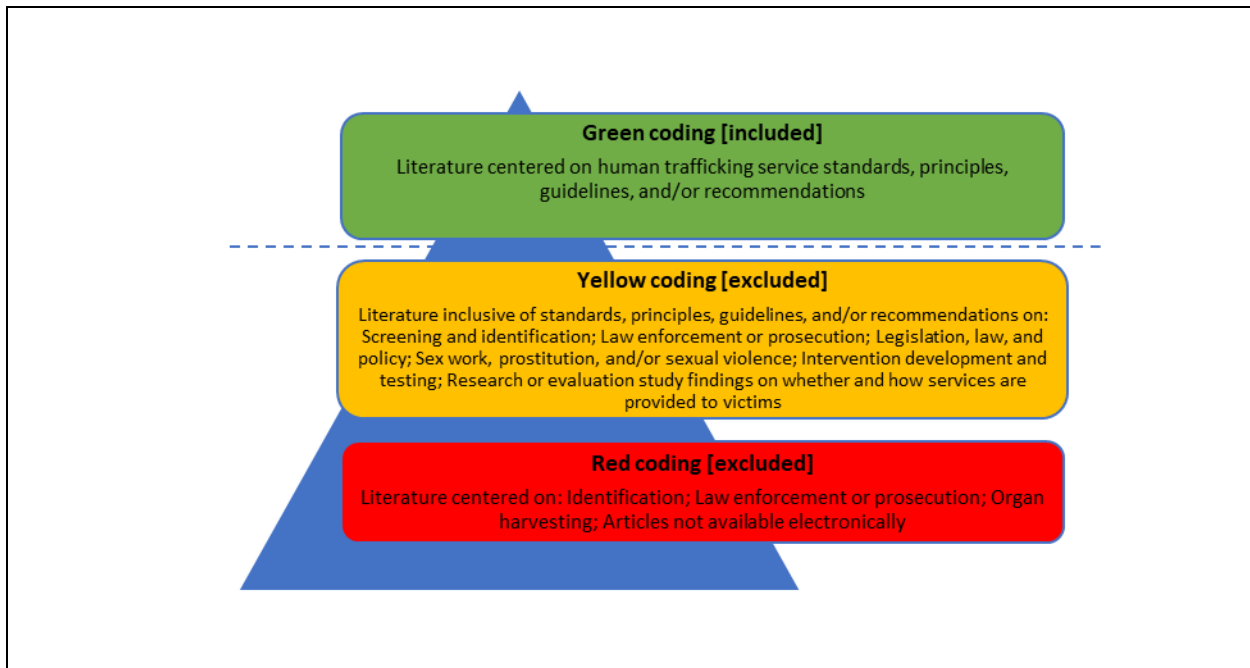 Green coding [included]
Literature centered on human trafficking service standards, principles,
guidelines, and/or recommendations
Yellow coding [excluded]
Literature inclusive of standards, principles, guidelines, and/or recommendations on:
Screening and identification; Law enforcement or prosecution; Legislation, law, and
policy; Sex work, prostitution, and/or sexual violence; Intervention development and
testing; Research or evaluation study findings on whether and how services are
provided to victims
Red coding [excluded]
Literature centered on: Identification; Law enforcement or prosecution; Organ
harvesting; Articles not available electronically